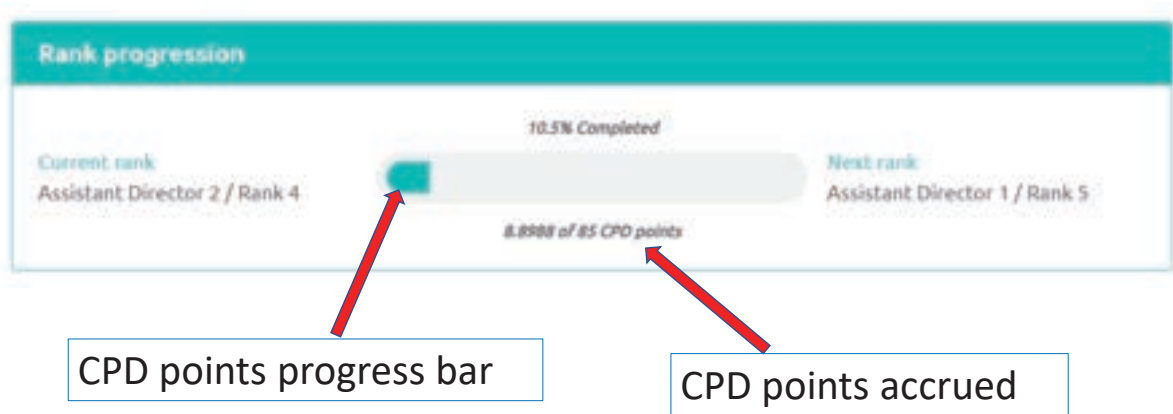 Rank progression
10.5% Completed
Current rank
Assistant Director 2 / Rank 4
Next rank
Assistant Director 1 / Rank 5
8.8988 of 85 CPD points
CPD points progress bar
CPD points accrued